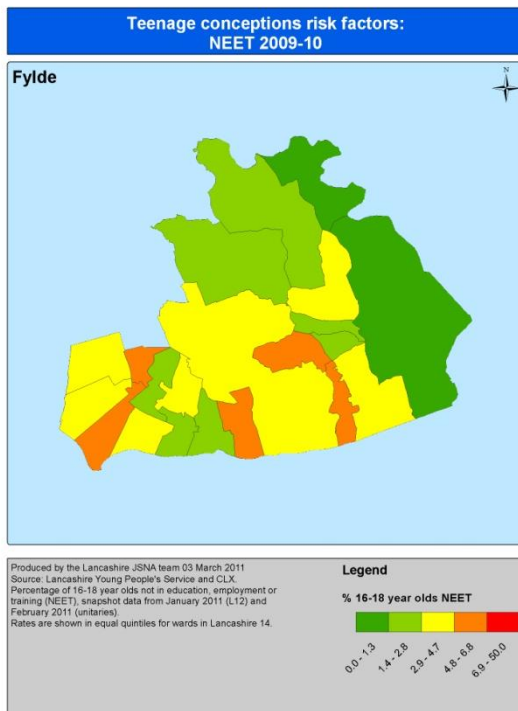 Teenage conceptions risk factors:
NEET 2009-10
Fylde
N
Produced by the Lancashire JSNA team 03 March 2011
Source: Lancashire Young People's Service and CLX.
Percentage of 16-18 year olds not in education, employment or
training (NEET), snapshot data from January 2011 (L12) and
February 2011 (unitaries).
Rates are shown in equal quintiles for wards in Lancashire 14.
Legend
% 16-18 year olds NEET
0.0 - 1.3
1.4 - 2.8
2.9 - 4.7
4.8 - 6.8
6.9 - 50.0